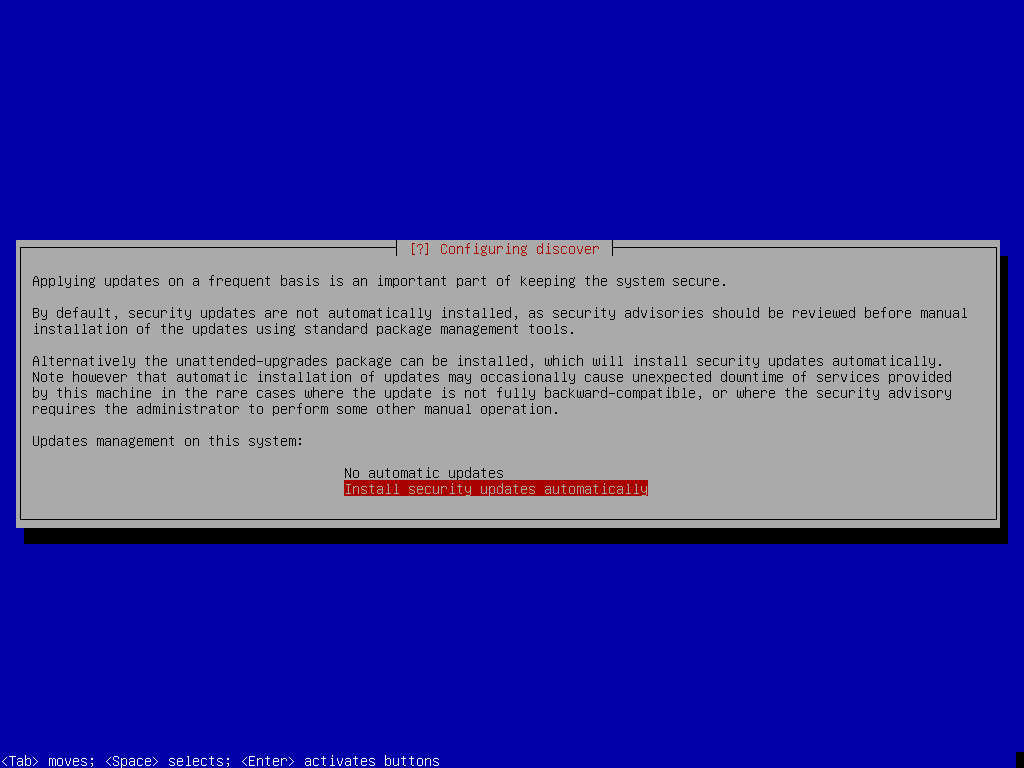 [?] Configuring discover
Applying updates on a frequent basis is an important part of keeping the system secure.
By default, security updates are not automatically installed, as security advisories should be reviewed before manual
installation of the updates using standard package management tools.
Alternatively the unattended-upgrades package can be installed, which will install security updates automatically.
Note however that automatic installation of updates may occasionally cause unexpected downtime of services provided
by this machine in the rare cases where the update is not fully backward-compatible, or where the security advisory
requires the administrator to perform some other manual operation.
Updates management on this system:
No automatic updates
Install security updates automatically
<Tab> moves; <Space> selects; <Enter> activates buttons